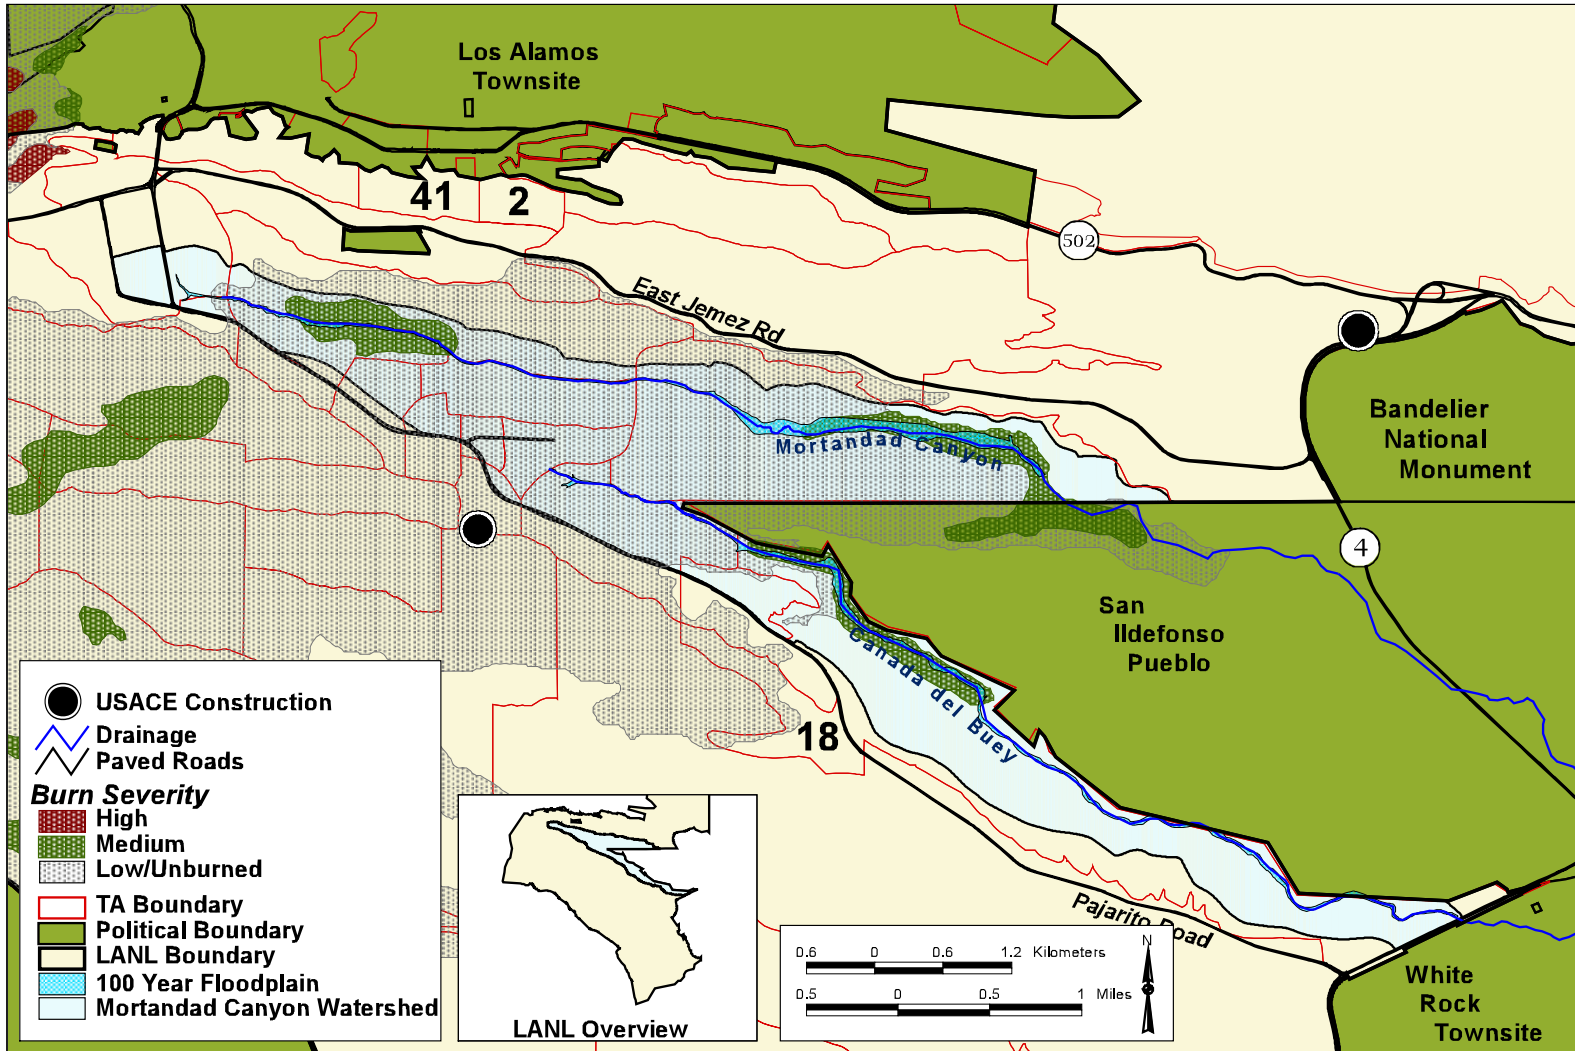 Los Alamos
Townsite
41
2
502
East Jemez Rd
Bandelier
National
Monument
Mortandad Canyon
4
San
Ildefonso
Pueblo
Canada del Buey
18
Pajarito Road
White
Rock
Townsite
USACE Construction
Drainage
Paved Roads
Burn Severity
High
Medium
Low/Unburned
TA Boundary
Political Boundary
LANL Boundary
100 Year Floodplain
Mortandad Canyon Watershed
LANL Overview
0.6 0 0.6 1.2 Kilometers
0.5 0 0.5 1 Miles
N